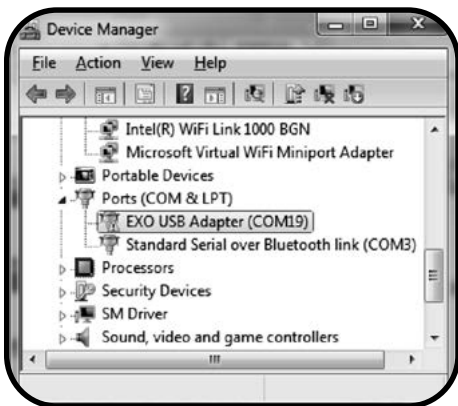 Device Manager
File Action View Help
Intel(R) WiFi Link 1000 BGN
Microsoft Virtual WiFi Miniport Adapter
Portable Devices
Ports (COM & LPT)
EXO USB Adapter (COM19)
Standard Serial over Bluetooth link (COM3)
Processors
Security Devices
SM Driver
Sound, video and game controllers